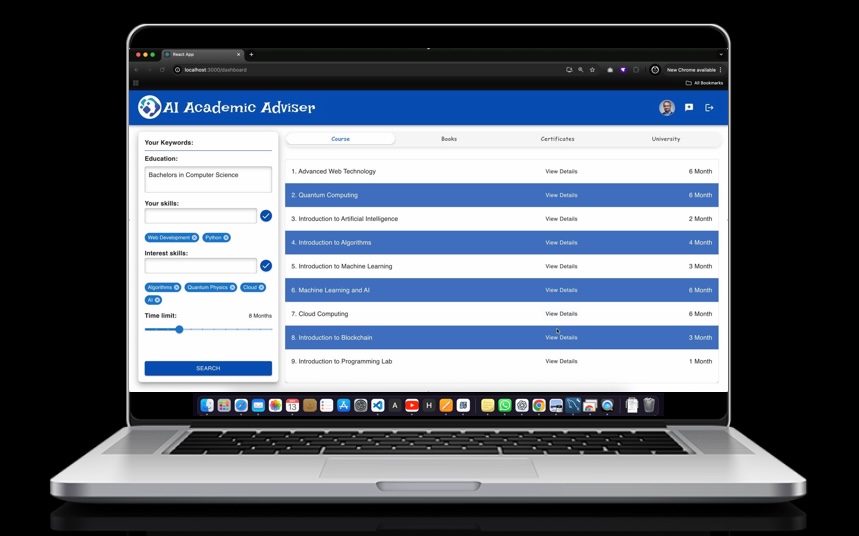 React App
localhost:3000/dashboard
New Chrome available
All Bookmarks
AI Academic Adviser
Your Keywords:
Education:
Bachelors in Computer Science
Your skills:
Web Development
Python
Interest skills:
Algorithms
Quantum Physics
Cloud
AI
Time limit:
8 Months
SEARCH
Course
Books
Certificates
University
1. Advanced Web Technology View Details 6 Month
2. Quantum Computing View Details 6 Month
3. Introduction to Artificial Intelligence View Details 2 Month
4. Introduction to Algorithms View Details 4 Month
5. Introduction to Machine Learning View Details 3 Month
6. Machine Learning and AI View Details 6 Month
7. Cloud Computing View Details 6 Month
8. Introduction to Blockchain View Details 3 Month
9. Introduction to Programming Lab View Details 1 Month
13